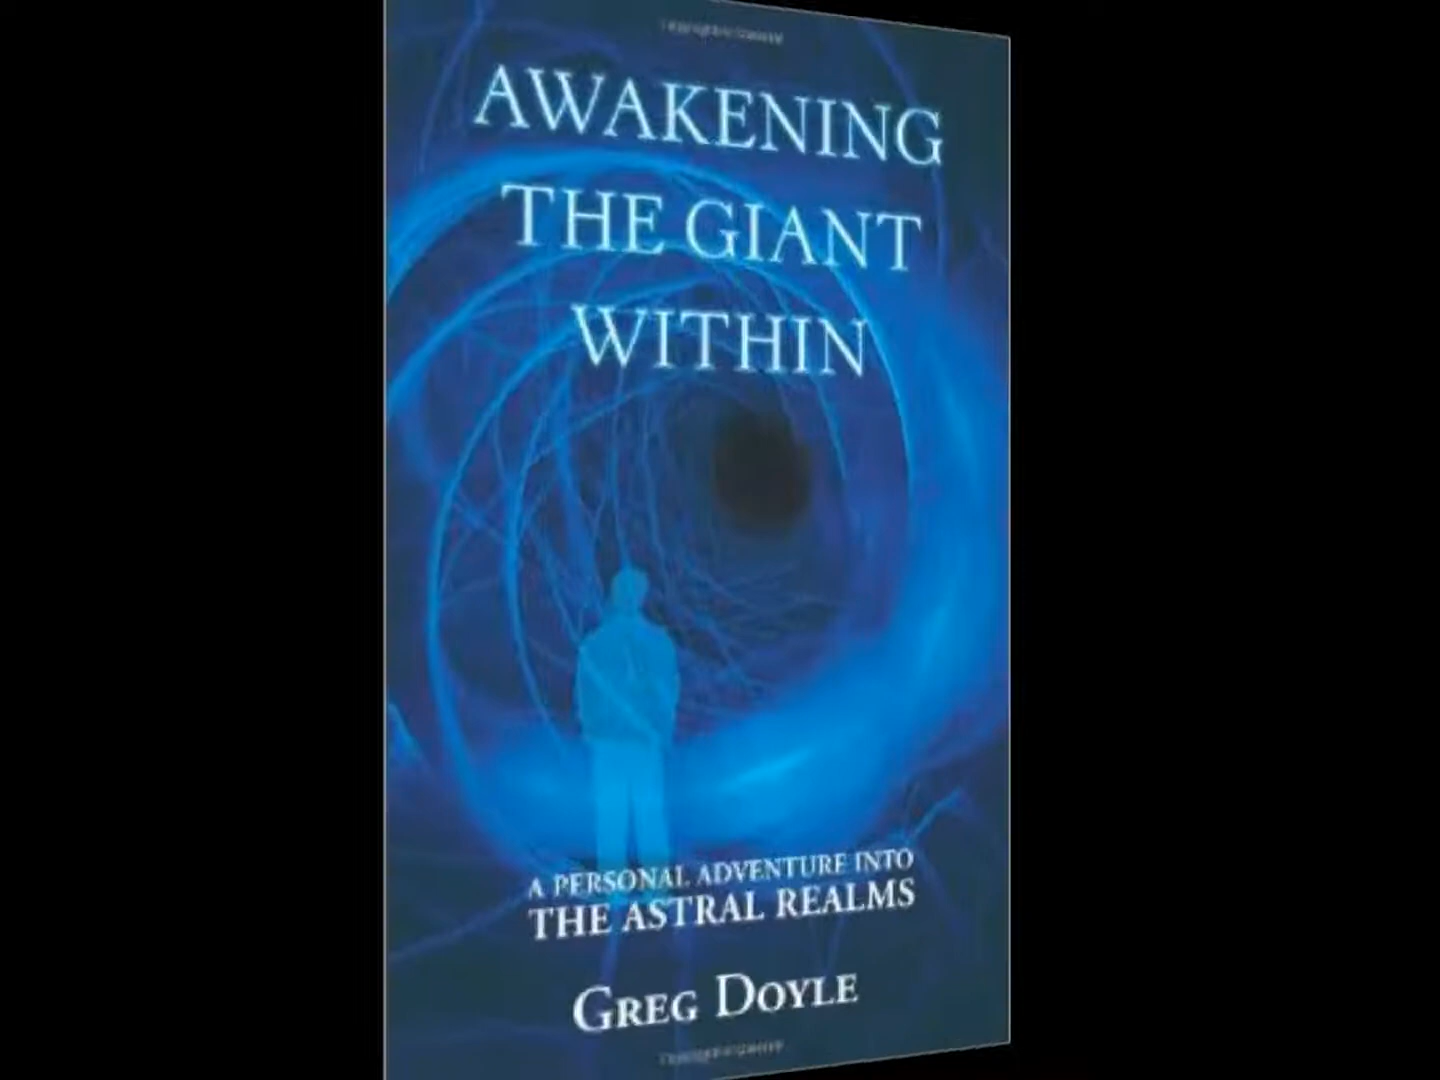 AWAKENING
THE GIANT
WITHIN
A PERSONAL ADVENTURE INTO
THE ASTRAL REALMS
GREG DOYLE